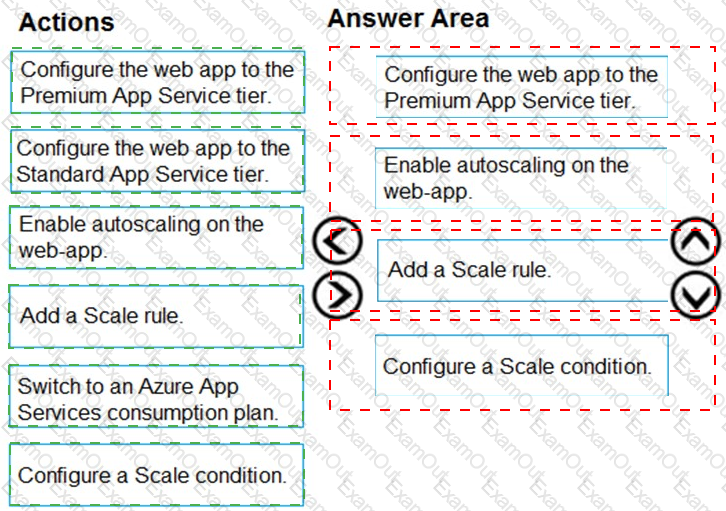 Actions
Configure the web app to the
Premium App Service tier.
Configure the web app to the
Standard App Service tier.
Enable autoscaling on the
web-app.
Add a Scale rule.
Switch to an Azure App
Services consumption plan.
Configure a Scale condition.
Answer Area
Configure the web app to the
Premium App Service tier.
Enable autoscaling on the
web-app.
Add a Scale rule.
Configure a Scale condition.